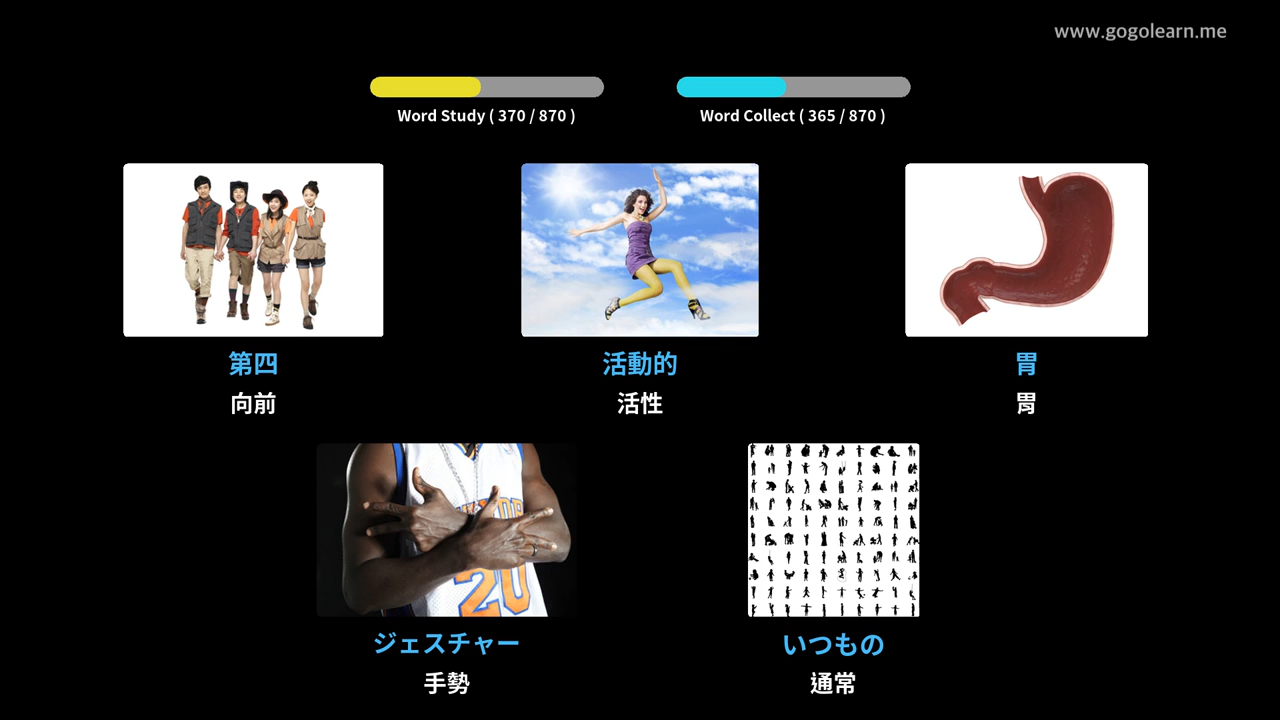 www.gogolearn.me
Word Study ( 370 / 870 )
Word Collect ( 365 / 870 )
第四
向前
活動的
活性
胃
胃
20
ジェスチャー
手勢
いつもの
通常